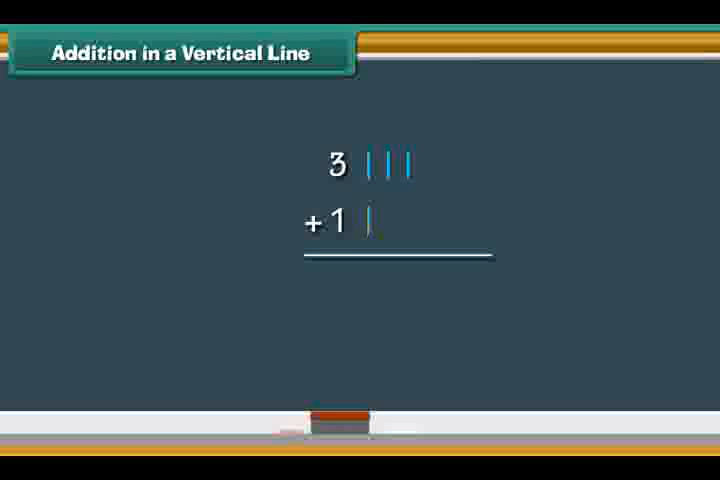 Addition in a Vertical Line
3 |||
+ 1 |